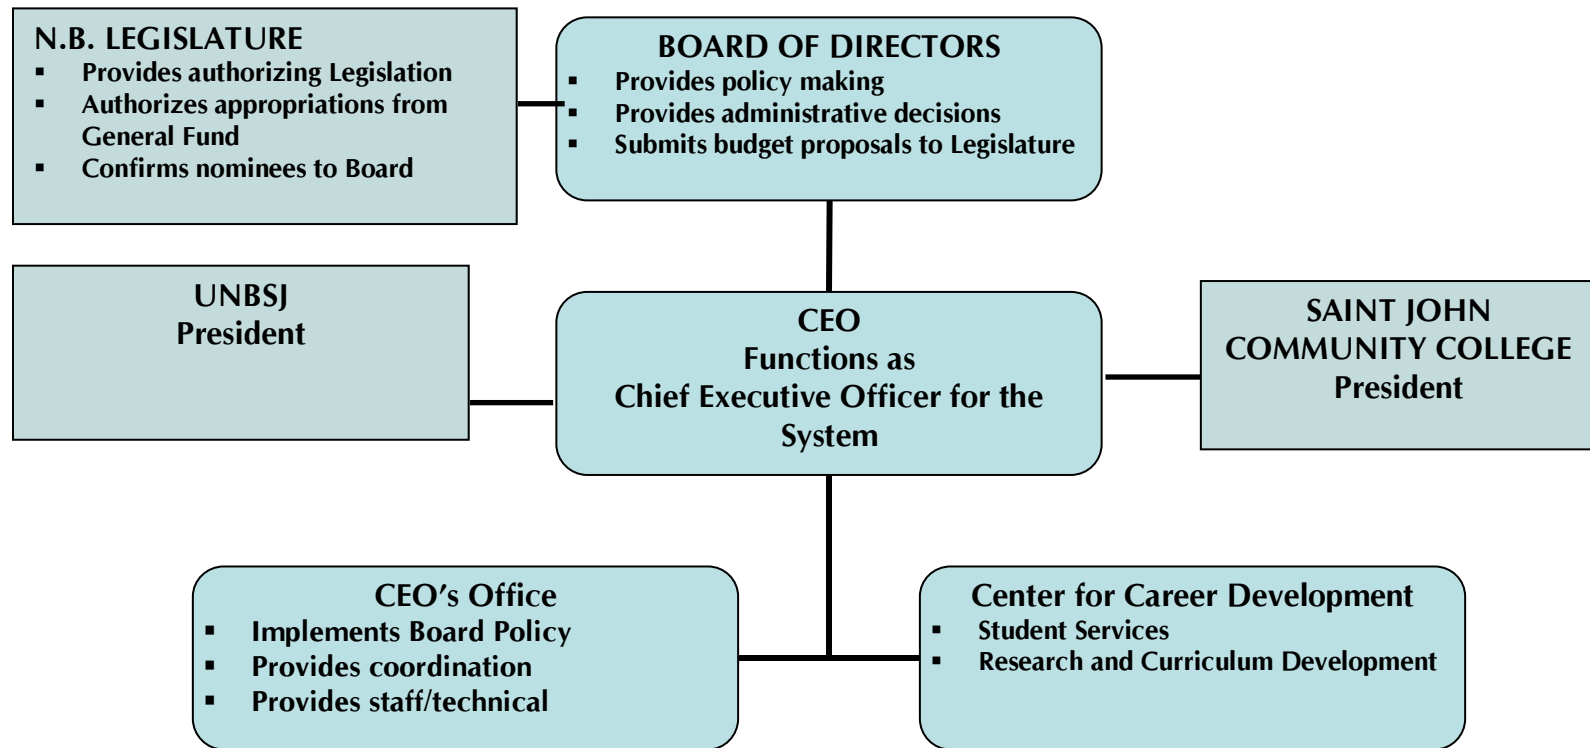 N.B. LEGISLATURE
▪ Provides authorizing Legislation
▪ Authorizes appropriations from
General Fund
▪ Confirms nominees to Board
BOARD OF DIRECTORS
▪ Provides policy making
▪ Provides administrative decisions
▪ Submits budget proposals to Legislature
UNBSJ
President
CEO
Functions as
Chief Executive Officer for the
System
SAINT JOHN
COMMUNITY COLLEGE
President
CEO's Office
▪ Implements Board Policy
▪ Provides coordination
▪ Provides staff/technical
Center for Career Development
▪ Student Services
▪ Research and Curriculum Development